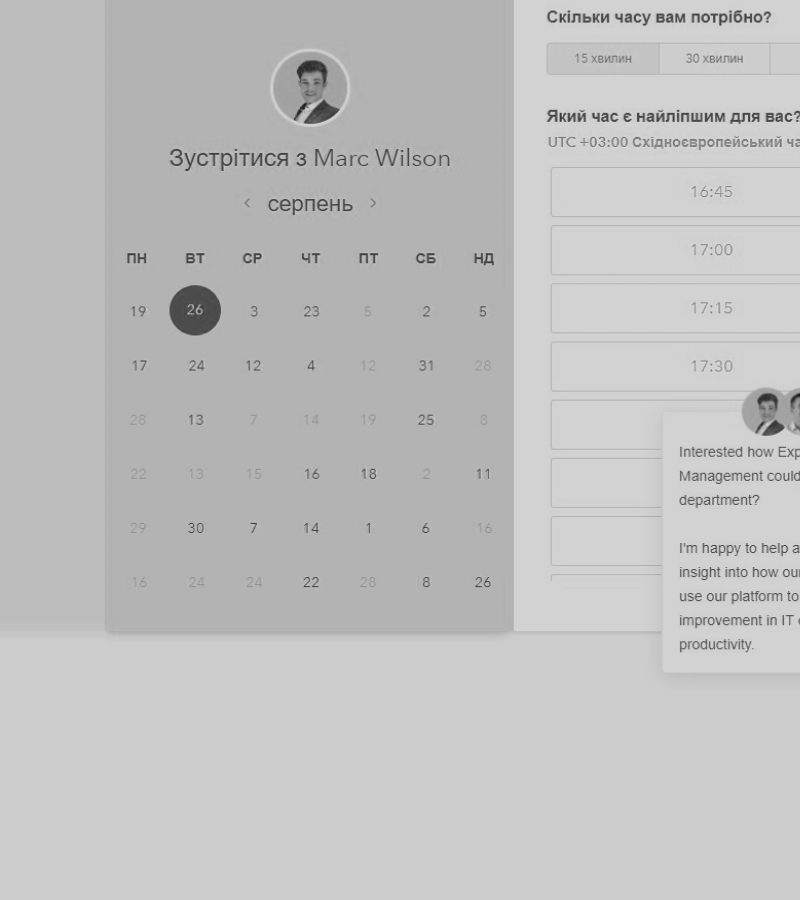 Скільки часу вам потрібно?
15 хвилин 30 хвилин
Який час є найліпшим для вас?
UTC +03:00 Східноєвропейський
16:45
17:00
17:15
17:30
Зустрітися з Marc Wilson
< серпень >
ПН ВТ СР ЧТ ПТ СБ НД
19 26 3 23 5 2 5
17 24 12 4 12 31 28
28 13 7 14 19 25 8
22 13 15 16 18 2 11
29 30 7 14 1 6 16
16 24 24 22 28 8 26
Interested how
Management could
department?
I'm happy to help
insight into how
use our platform to
improvement in IT
productivity.